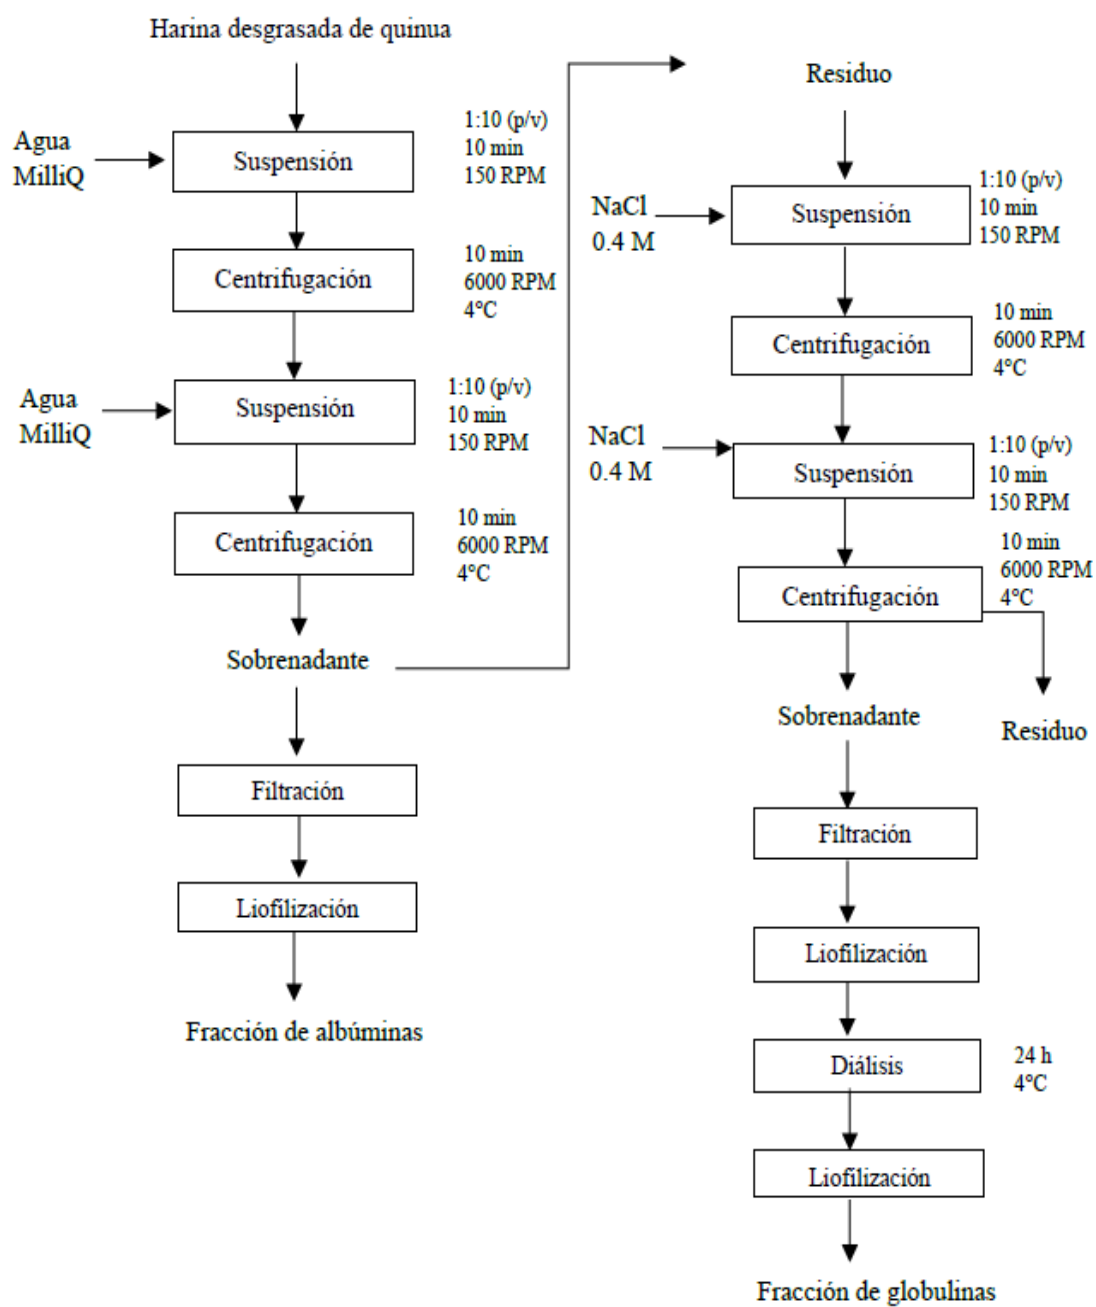 Harina desgrasada de quinua
Agua
MilliQ
Suspensión
1:10 (p/v)
10 min
150 RPM
Centrifugación
10 min
6000 RPM
4°C
Agua
MilliQ
Suspensión
1:10 (p/v)
10 min
150 RPM
Centrifugación
10 min
6000 RPM
4°C
Sobrenadante
Filtración
Liofilización
Fracción de albúminas
Residuo
NaCl
0.4 M
Suspensión
1:10 (p/v)
10 min
150 RPM
Centrifugación
10 min
6000 RPM
4°C
NaCl
0.4 M
Suspensión
1:10 (p/v)
10 min
150 RPM
Centrifugación
10 min
6000 RPM
4°C
Sobrenadante
Residuo
Filtración
Liofilización
Diálisis
24 h
4°C
Liofilización
Fracción de globulinas